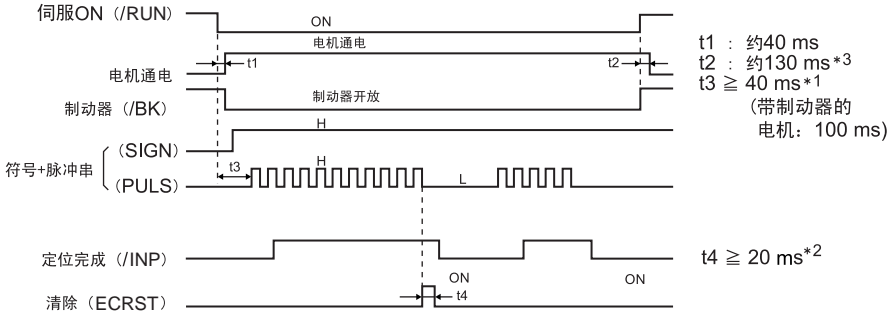 伺服ON（/RUN）
ON
电机通电
t1
t2
电机通电
制动器（/BK）
制动器开放
符号+脉冲串
（SIGN）
H
（PULS）
t3
H
L
定位完成（/INP）
ON
ON
清除（ECRST）
t4
t1 : 约40 ms
t2 : 约130 ms*3
t3 ≧ 40 ms*1
(带制动器的
电机: 100 ms)
t4 ≧ 20 ms*2